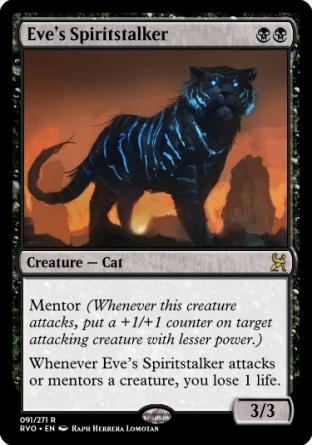 Eve's Spiritstalker
Creature — Cat
Mentor (Whenever this creature
attacks, put a +1/+1 counter on target
attacking creature with lesser power.)
Whenever Eve's Spiritstalker attacks
or mentors a creature, you lose 1 life.
3/3
091/271 R
RVO • EN Raph Herrera Lomotan